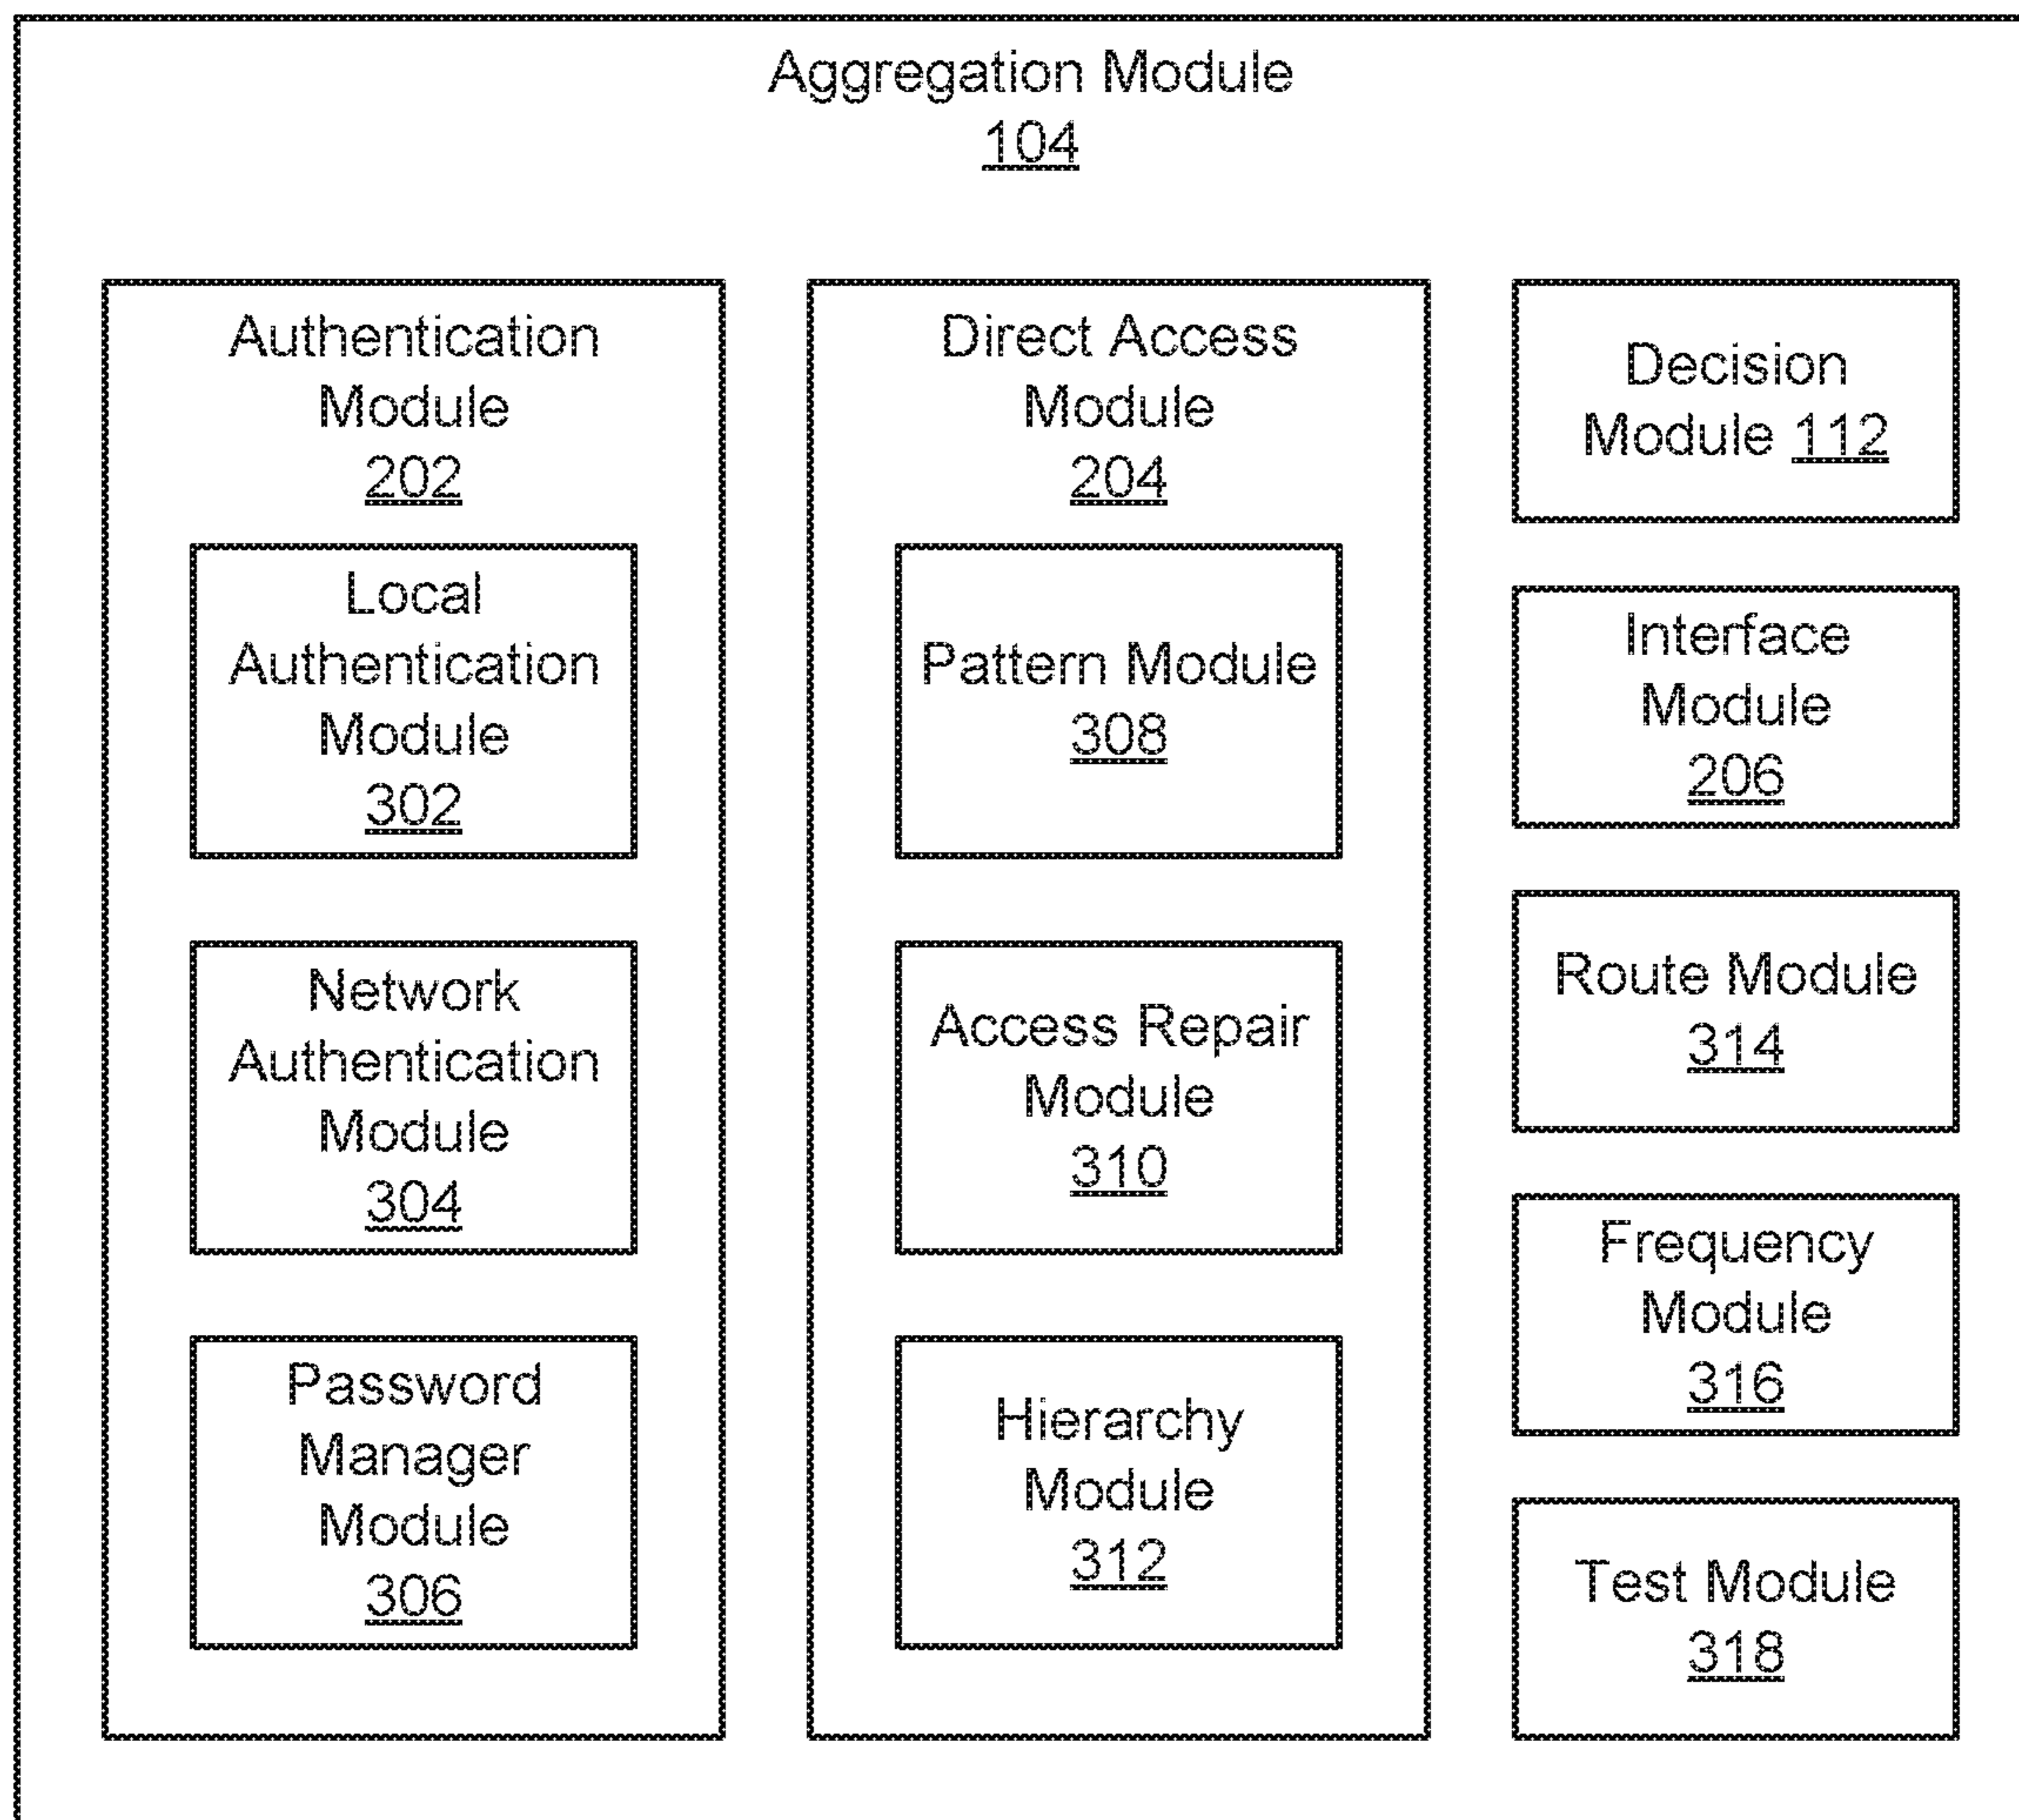 Aggregation Module
104
Authentication
Module
202
Local
Authentication
Module
302
Network
Authentication
Module
304
Password
Manager
Module
306
Direct Access
Module
204
Pattern Module
308
Access Repair
Module
310
Hierarchy
Module
312
Decision
Module 112
Interface
Module
206
Route Module
314
Frequency
Module
316
Test Module
318